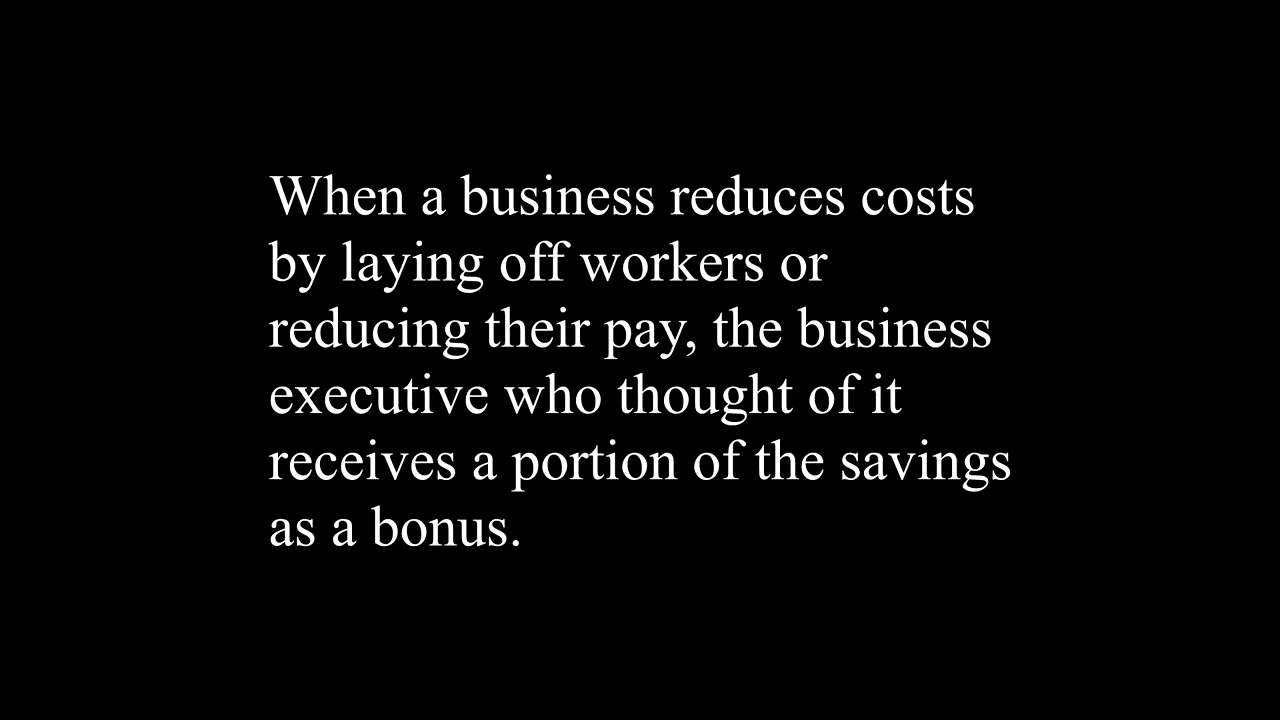 When a business reduces costs
by laying off workers or
reducing their pay, the business
executive who thought of it
receives a portion of the savings
as a bonus.